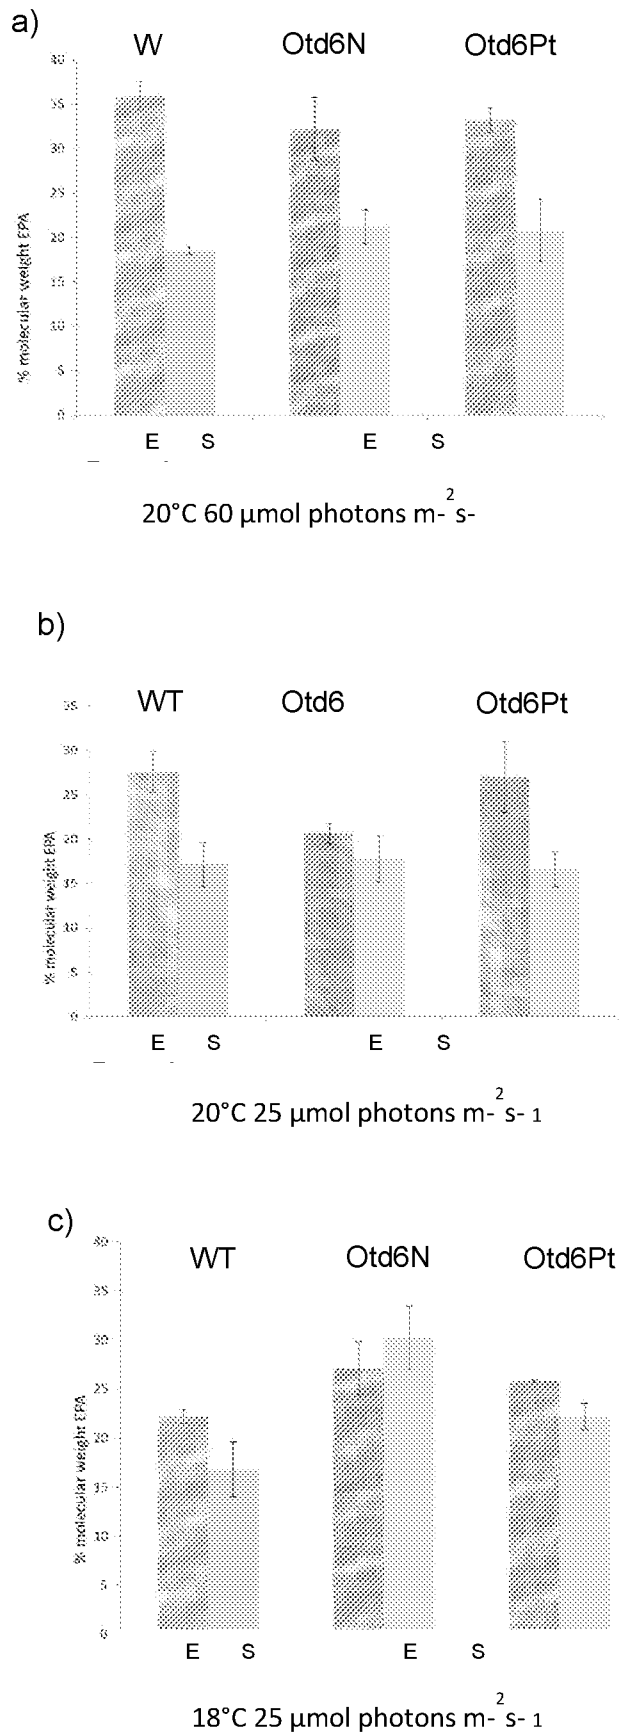 a)
W Otd6N Otd6Pt
40
35
30
25
20
15
10
5
0
% molecular weight EPA
E S E S
20°C 60 µmol photons m-2s-
b)
WT Otd6 Otd6Pt
35
30
25
20
15
10
5
0
% molecular weight EPA
E S E S
20°C 25 µmol photons m-2s- 1
c)
WT Otd6N Otd6Pt
40
35
30
25
20
15
10
5
0
% molecular weight EPA
E S E S
18°C 25 µmol photons m-2s- 1